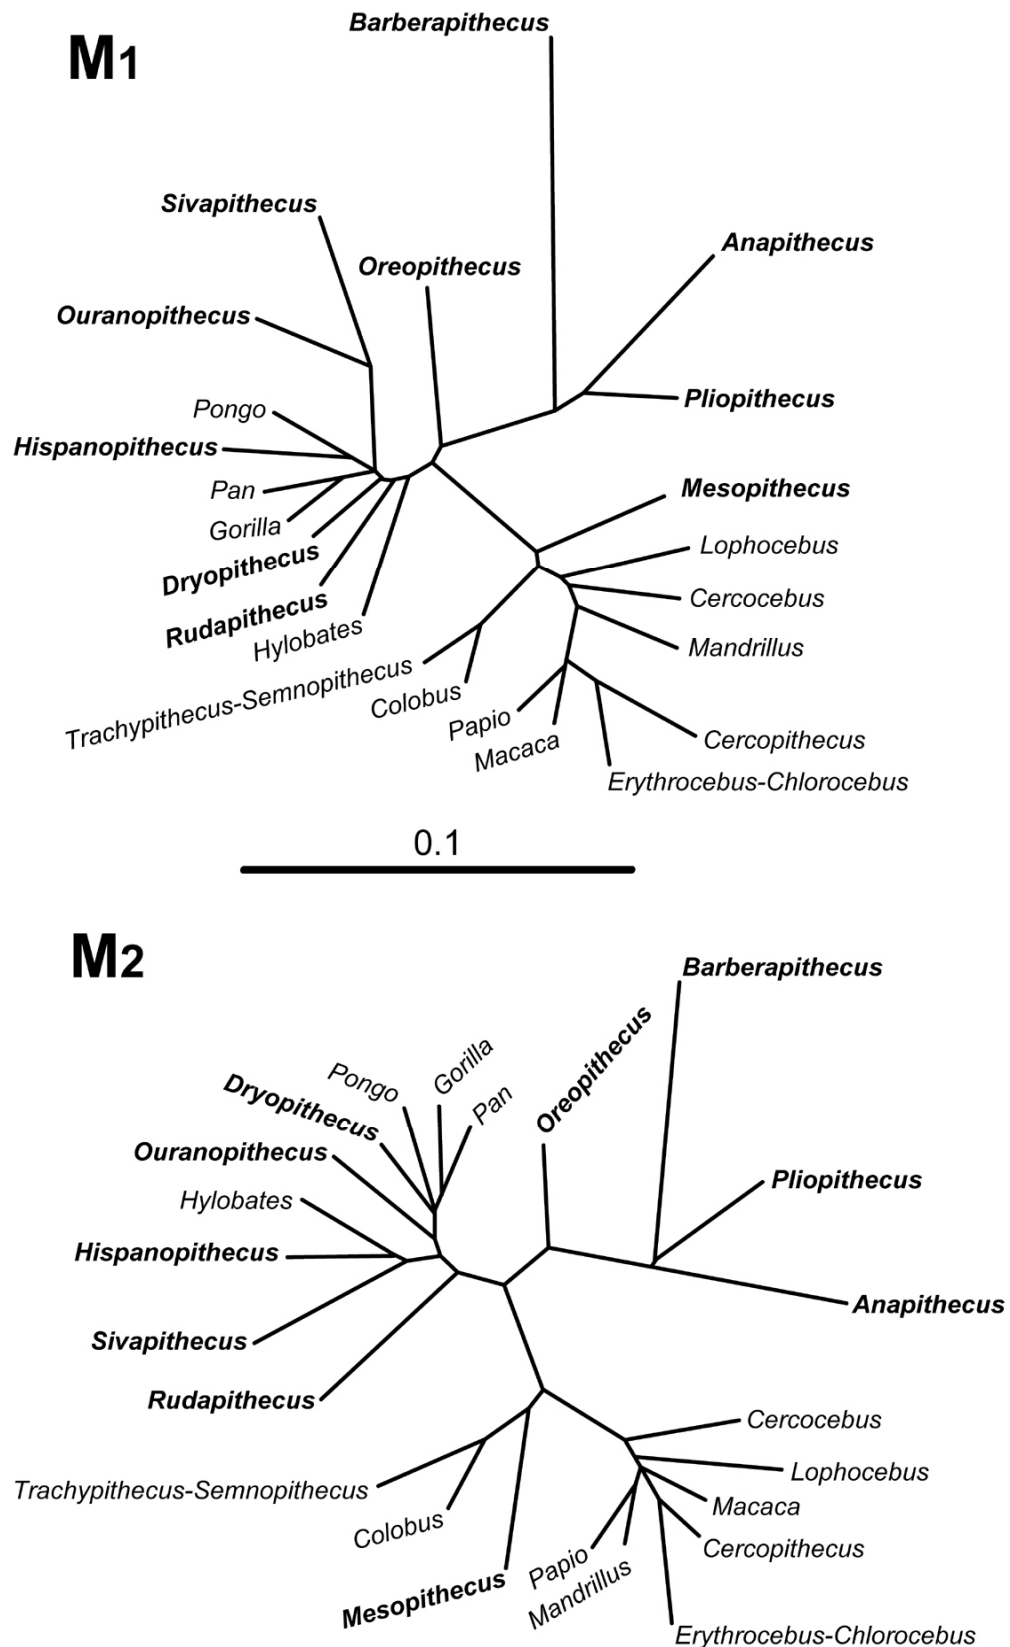 M1
Barberapithecus
Sivapithecus
Anapithecus
Oreopithecus
Ouranopithecus
Pliopithecus
Pongo
Hispanopithecus
Pan
Mesopithecus
Gorilla
Lophocebus
Dryopithecus
Cercocebus
Rudapithecus
Hylobates
Mandrillus
Trachypithecus-Semnopithecus
Colobus
Papio
Macaca
Cercopithecus
Erythrocebus-Chlorocebus
0.1
M2
Barberapithecus
Oreopithecus
Gorilla
Pongo
Pan
Dryopithecus
Ouranopithecus
Pliopithecus
Hylobates
Hispanopithecus
Anapithecus
Sivapithecus
Rudapithecus
Cercocebus
Lophocebus
Trachypithecus-Semnopithecus
Macaca
Colobus
Cercopithecus
Papio
Mandrillus
Mesopithecus
Erythrocebus-Chlorocebus